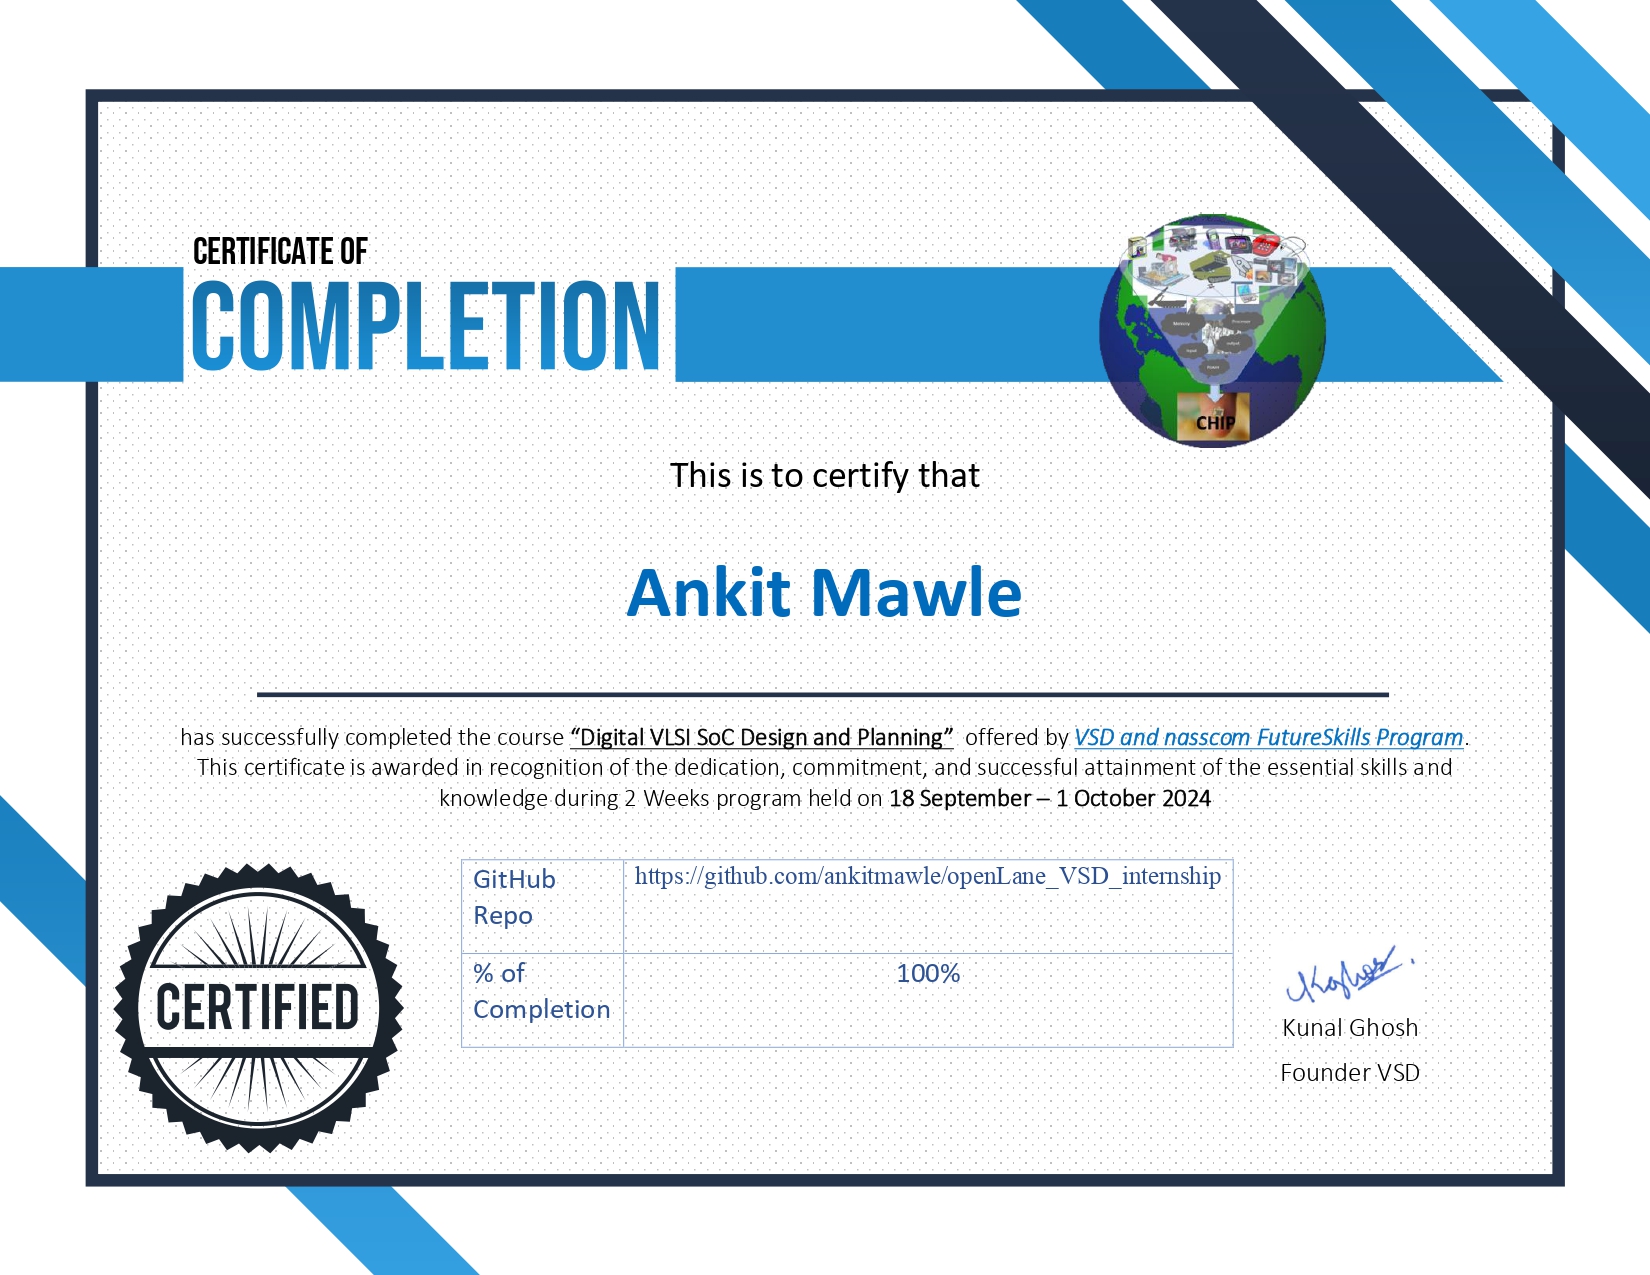 CERTIFICATE OF
COMPLETION
CHIP
This is to certify that
Ankit Mawle
has successfully completed the course “Digital VLSI SoC Design and Planning”  offered by VSD and nasscom FutureSkills Program.
This certificate is awarded in recognition of the dedication, commitment, and successful attainment of the essential skills and
knowledge during 2 Weeks program held on 18 September – 1 October 2024
GitHub
Repo
https://github.com/ankitmawle/openLane_VSD_internship
% of
Completion
100%
CERTIFIED
Kunal Ghosh
Founder VSD